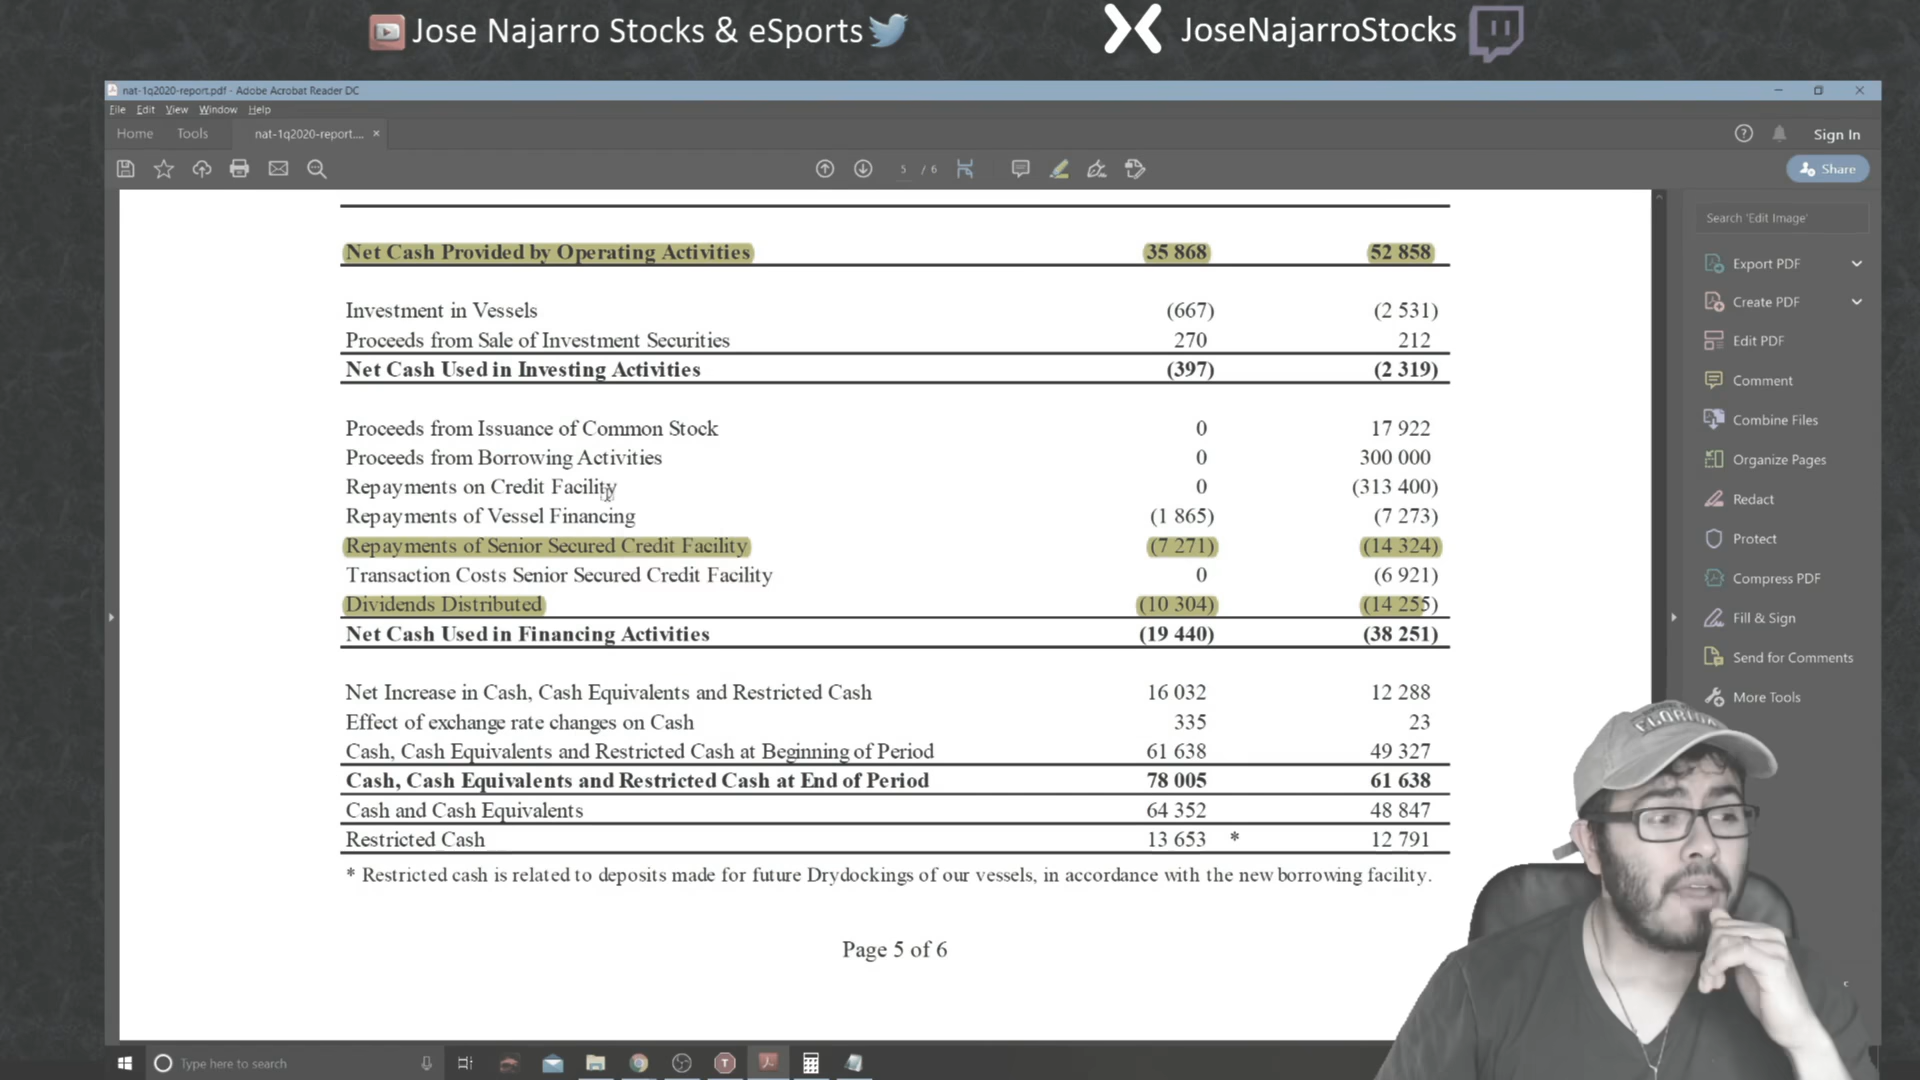 Jose Najarro Stocks & eSports
JoseNajarroStocks
nat-1q2020-report.pdf - Adobe Acrobat Reader DC
File Edit View Window Help
Home Tools nat-1q2020-report.... ×
Sign In
5 / 6
Share
Search 'Edit Image'
Export PDF
Create PDF
Edit PDF
Comment
Combine Files
Organize Pages
Redact
Protect
Compress PDF
Fill & Sign
Send for Comments
More Tools
Net Cash Provided by Operating Activities 35 868 52 858
Investment in Vessels (667) (2 531)
Proceeds from Sale of Investment Securities 270 212
Net Cash Used in Investing Activities (397) (2 319)
Proceeds from Issuance of Common Stock 0 17 922
Proceeds from Borrowing Activities 0 300 000
Repayments on Credit Facility 0 (313 400)
Repayments of Vessel Financing (1 865) (7 273)
Repayments of Senior Secured Credit Facility (7 271) (14 324)
Transaction Costs Senior Secured Credit Facility 0 (6 921)
Dividends Distributed (10 304) (14 255)
Net Cash Used in Financing Activities (19 440) (38 251)
Net Increase in Cash, Cash Equivalents and Restricted Cash 16 032 12 288
Effect of exchange rate changes on Cash 335 23
Cash, Cash Equivalents and Restricted Cash at Beginning of Period 61 638 49 327
Cash, Cash Equivalents and Restricted Cash at End of Period 78 005 61 638
Cash and Cash Equivalents 64 352 48 847
Restricted Cash 13 653 * 12 791
* Restricted cash is related to deposits made for future Drydockings of our vessels, in accordance with the new borrowing facility.
Page 5 of 6
FLORIDA
Type here to search